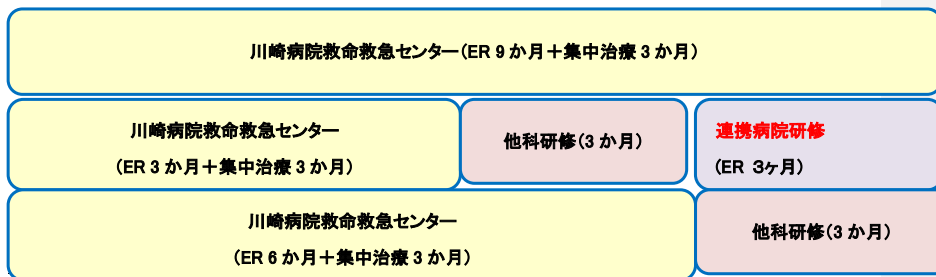 川崎病院救命救急センター(ER 9 か月＋集中治療 3 か月)
川崎病院救命救急センター
(ER 3 か月＋集中治療 3 か月)
他科研修(3 か月)
連携病院研修
(ER 3ヶ月)
川崎病院救命救急センター
(ER 6 か月＋集中治療 3 か月)
他科研修(3 か月)